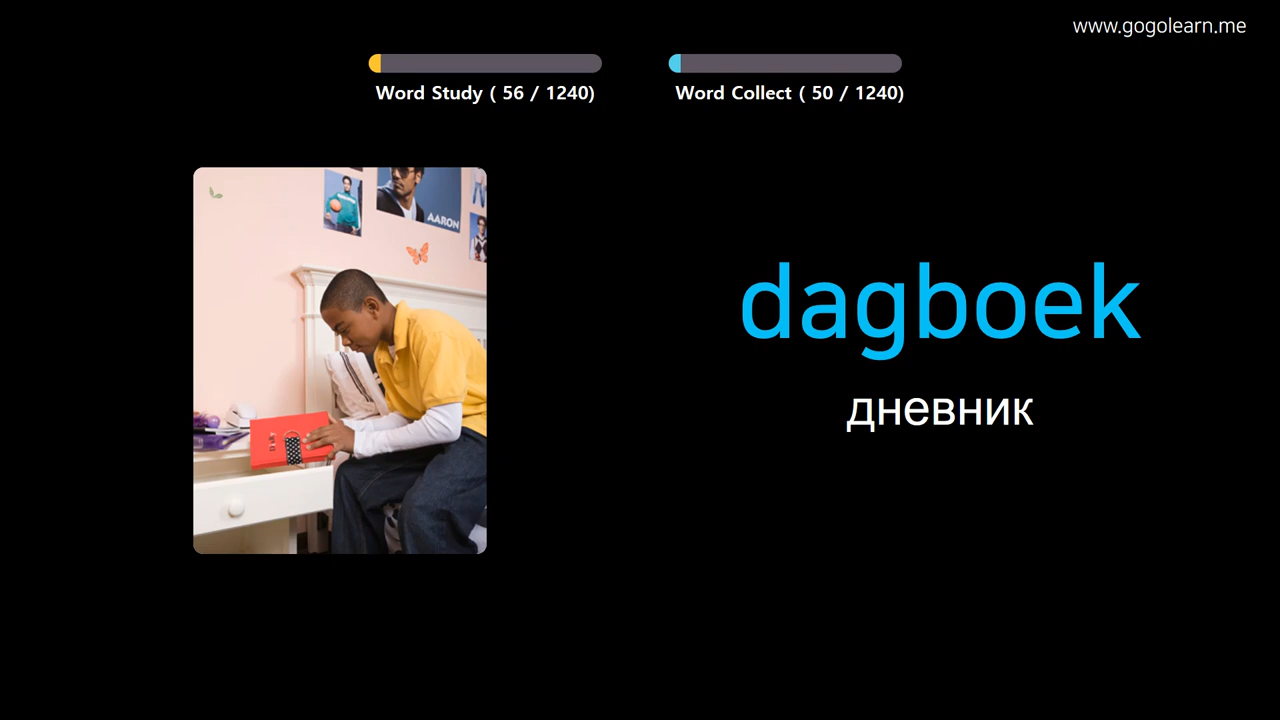 www.gogolearn.me
Word Study ( 56 / 1240)
Word Collect ( 50 / 1240)
AARON
dagboek
дневник